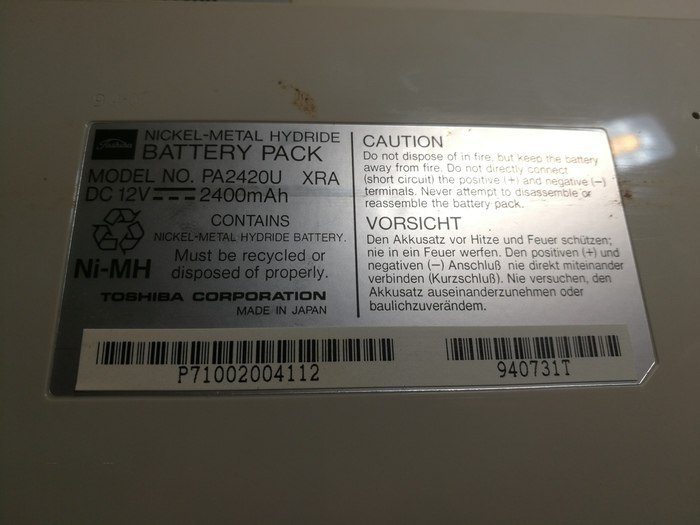 Toshiba
NICKEL-METAL HYDRIDE
BATTERY PACK
MODEL NO. PA2420U XRA
DC 12V 2400mAh
CONTAINS
NICKEL-METAL HYDRIDE BATTERY.
Ni-MH
Must be recycled or
disposed of properly.
TOSHIBA CORPORATION
MADE IN JAPAN
CAUTION
Do not dispose of in fire, but keep the battery
away from fire. Do not directly connect
(short circuit) the positive (+) and negative (−)
terminals. Never attempt to disassemble or
reassemble the battery pack.
VORSICHT
Den Akkusatz vor Hitze und Feuer schützen;
nie in ein Feuer werfen. Den positiven (+) und
negativen (−) Anschluß nie direkt miteinander
verbinden (Kurzschluß). Nie versuchen, den
Akkusatz auseinanderzunehmen oder
baulichzuverändem.
P71002004112
940731T